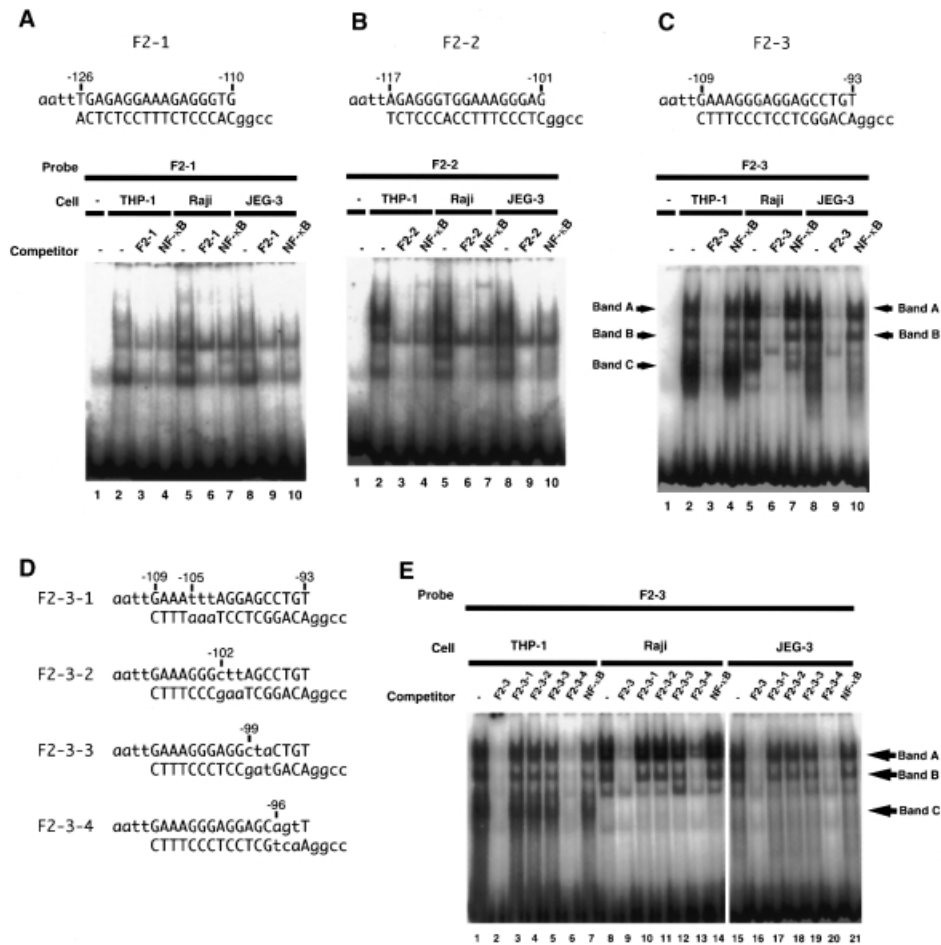 A
F2-1
-126 -110
aattTGAGAGGAAAGAGGGTG
ACTCTCCTTTCTCCCACggcc
Probe F2-1
Cell - THP-1 Raji JEG-3
Competitor - F2-1 NF-κB - F2-1 NF-κB - F2-1 NF-κB
1 2 3 4 5 6 7 8 9 10
B
F2-2
-117 -101
aattAGAGGGTGGAAAGGGAG
TCTCCCACCTTTCCCTCggcc
F2-2
- THP-1 Raji JEG-3
- F2-2 NF-κB - F2-2 NF-κB - F2-2 NF-κB
1 2 3 4 5 6 7 8 9 10
C
F2-3
-109 -93
aattGAAAGGGAGGAGCCTGT
CTTTCCCTCCTCGGACAggcc
F2-3
- THP-1 Raji JEG-3
- F2-3 NF-κB - F2-3 NF-κB - F2-3 NF-κB
Band A Band A
Band B Band B
Band C
1 2 3 4 5 6 7 8 9 10
D
-109 -105 -93
F2-3-1 aattGAAAtttAGGAGCCTGT
CTTTaaaTCCTCGGACAggcc
-102
F2-3-2 aattGAAAGGGcttAGCCTGT
CTTTCCCgaaTCGGACAggcc
-99
F2-3-3 aattGAAAGGGAGGctaCTGT
CTTTCCCTCCgatGACAggcc
-96
F2-3-4 aattGAAAGGGAGGAGCagtT
CTTTCCCTCCTCGtcaAggcc
E
Probe F2-3
Cell THP-1 Raji JEG-3
Competitor - F2-3 F2-3-1 F2-3-2 F2-3-3 F2-3-4 NF-κB - F2-3 F2-3-1 F2-3-2 F2-3-3 F2-3-4 NF-κB - F2-3 F2-3-1 F2-3-2 F2-3-3 F2-3-4 NF-κB
Band A
Band B
Band C
1 2 3 4 5 6 7 8 9 10 11 12 13 14 15 16 17 18 19 20 21